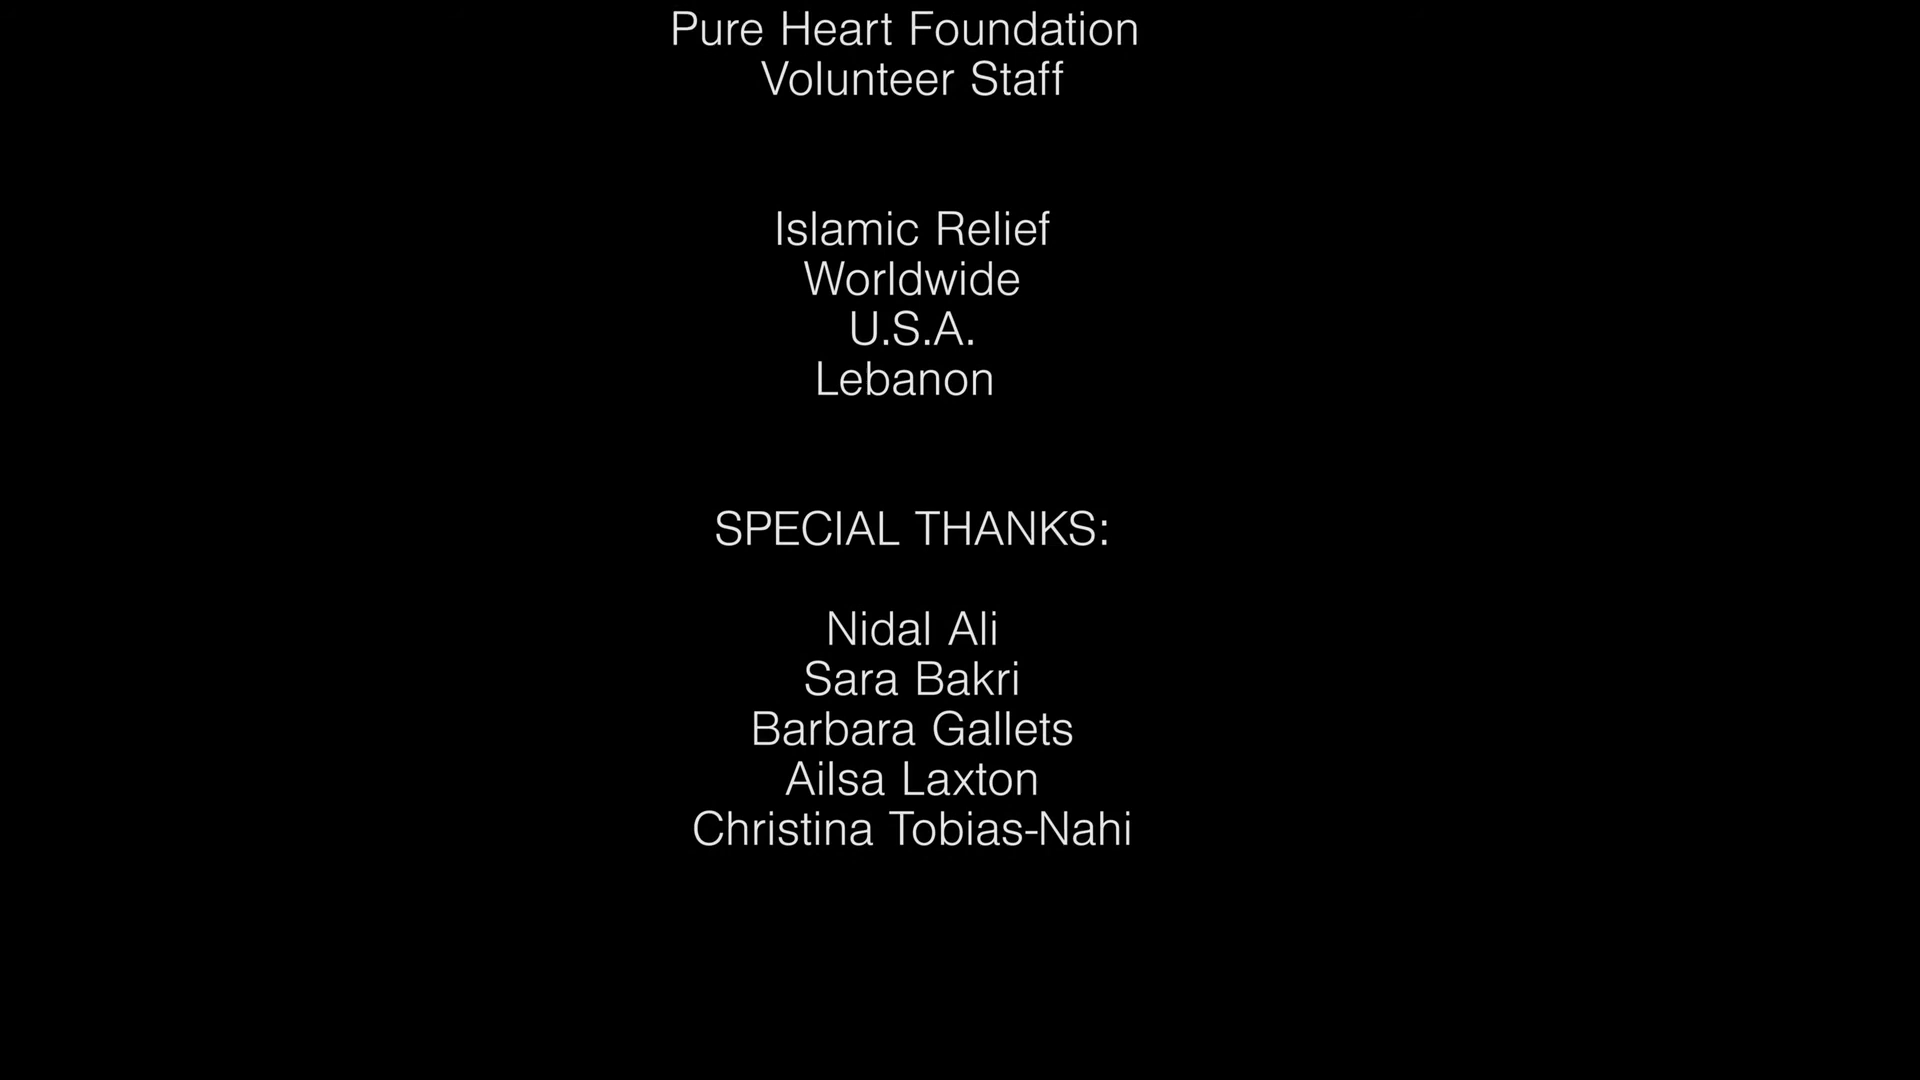 Pure Heart Foundation
Volunteer Staff
Islamic Relief
Worldwide
U.S.A.
Lebanon
SPECIAL THANKS:
Nidal Ali
Sara Bakri
Barbara Gallets
Ailsa Laxton
Christina Tobias-Nahi